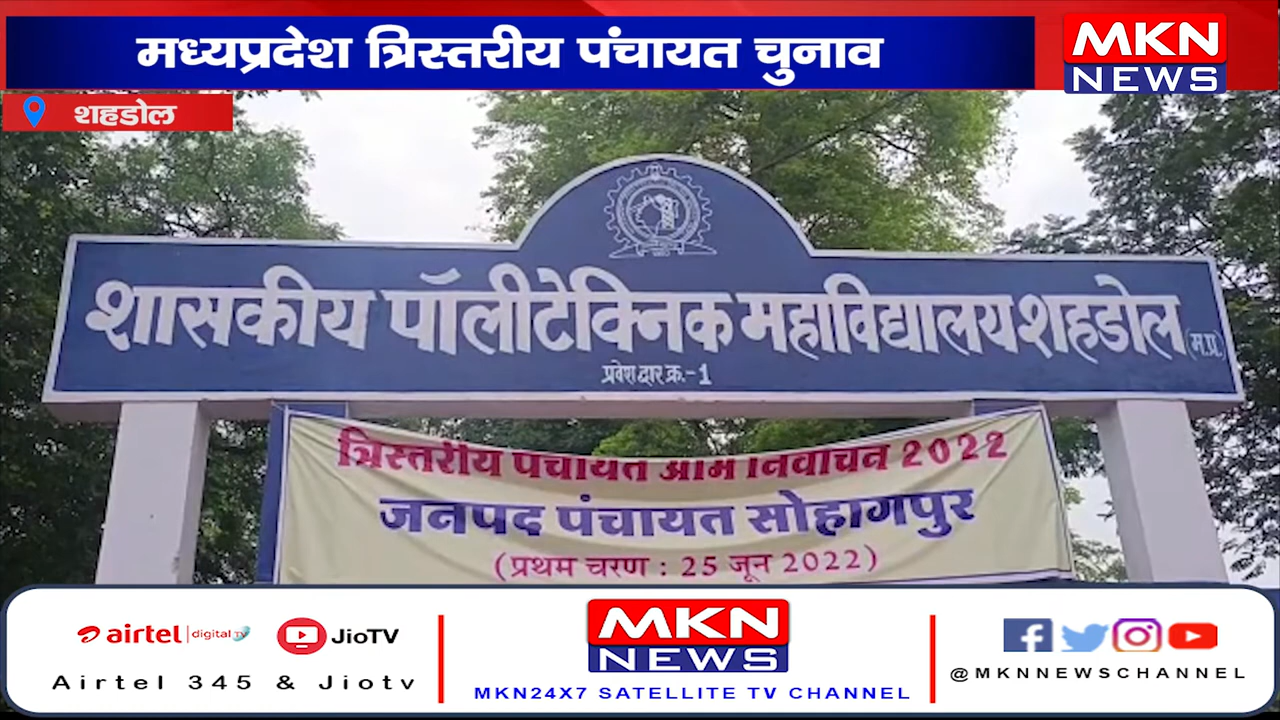 मध्यप्रदेश त्रिस्तरीय पंचायत चुनाव
MKN
NEWS
शहडोल
शासकीय पॉलीटेक्निक महाविद्यालय शहडोल (म.प्र.)
प्रवेश द्वार क्र.-1
त्रिस्तरीय पंचायत आम निर्वाचन 2022
जनपद पंचायत सोहागपुर
(प्रथम चरण : 25 जून 2022)
airtel digital TV
JioTV
Airtel 345 & Jiotv
MKN
NEWS
MKN24X7 SATELLITE TV CHANNEL
@MKNNEWSCHANNEL